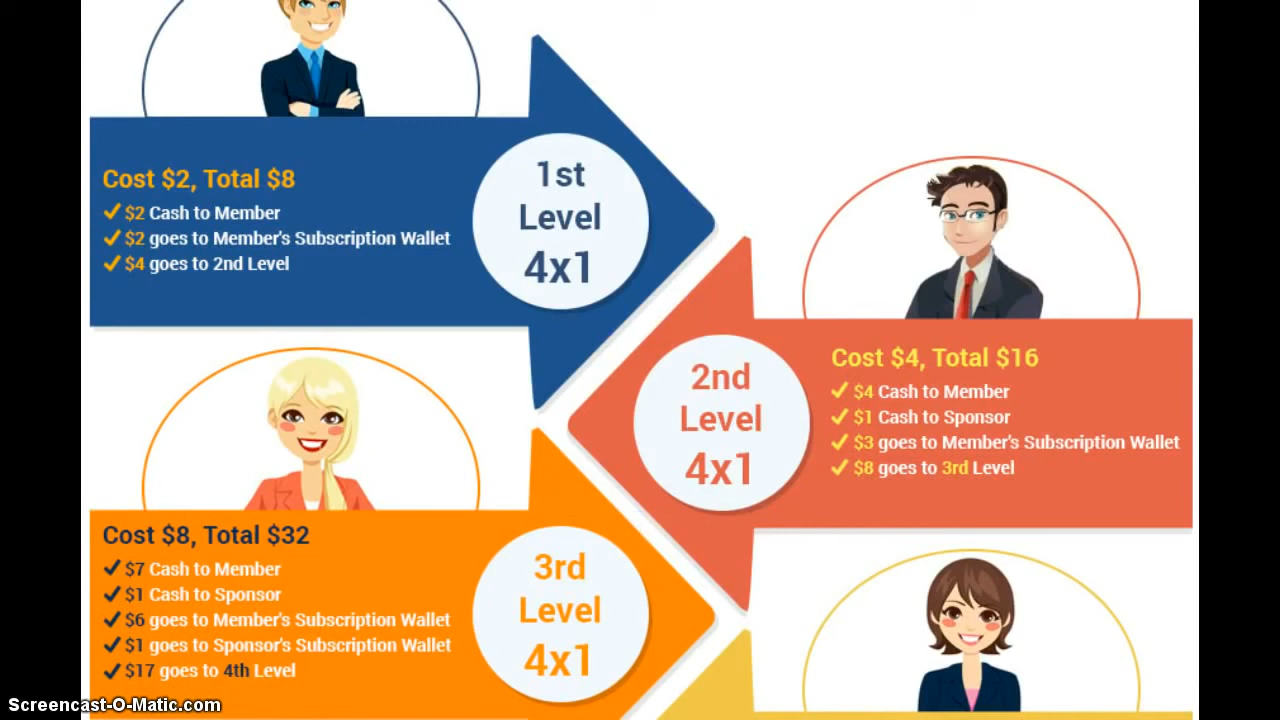 Cost $2, Total $8
$2 Cash to Member
$2 goes to Member's Subscription Wallet
$4 goes to 2nd Level
1st
Level
4x1
Cost $4, Total $16
$4 Cash to Member
$1 Cash to Sponsor
$3 goes to Member's Subscription Wallet
$8 goes to 3rd Level
2nd
Level
4x1
Cost $8, Total $32
$7 Cash to Member
$1 Cash to Sponsor
$6 goes to Member's Subscription Wallet
$1 goes to Sponsor's Subscription Wallet
$17 goes to 4th Level
3rd
Level
4x1
Screencast-O-Matic.com